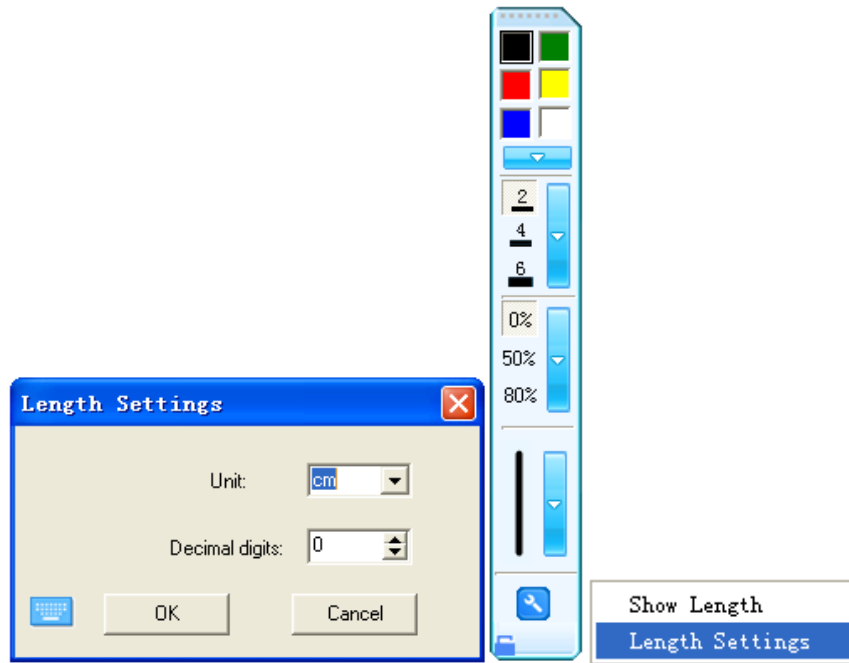 2
4
6
0%
50%
80%
Length Settings
Unit:
cm
Decimal digits:
0
OK
Cancel
Show Length
Length Settings